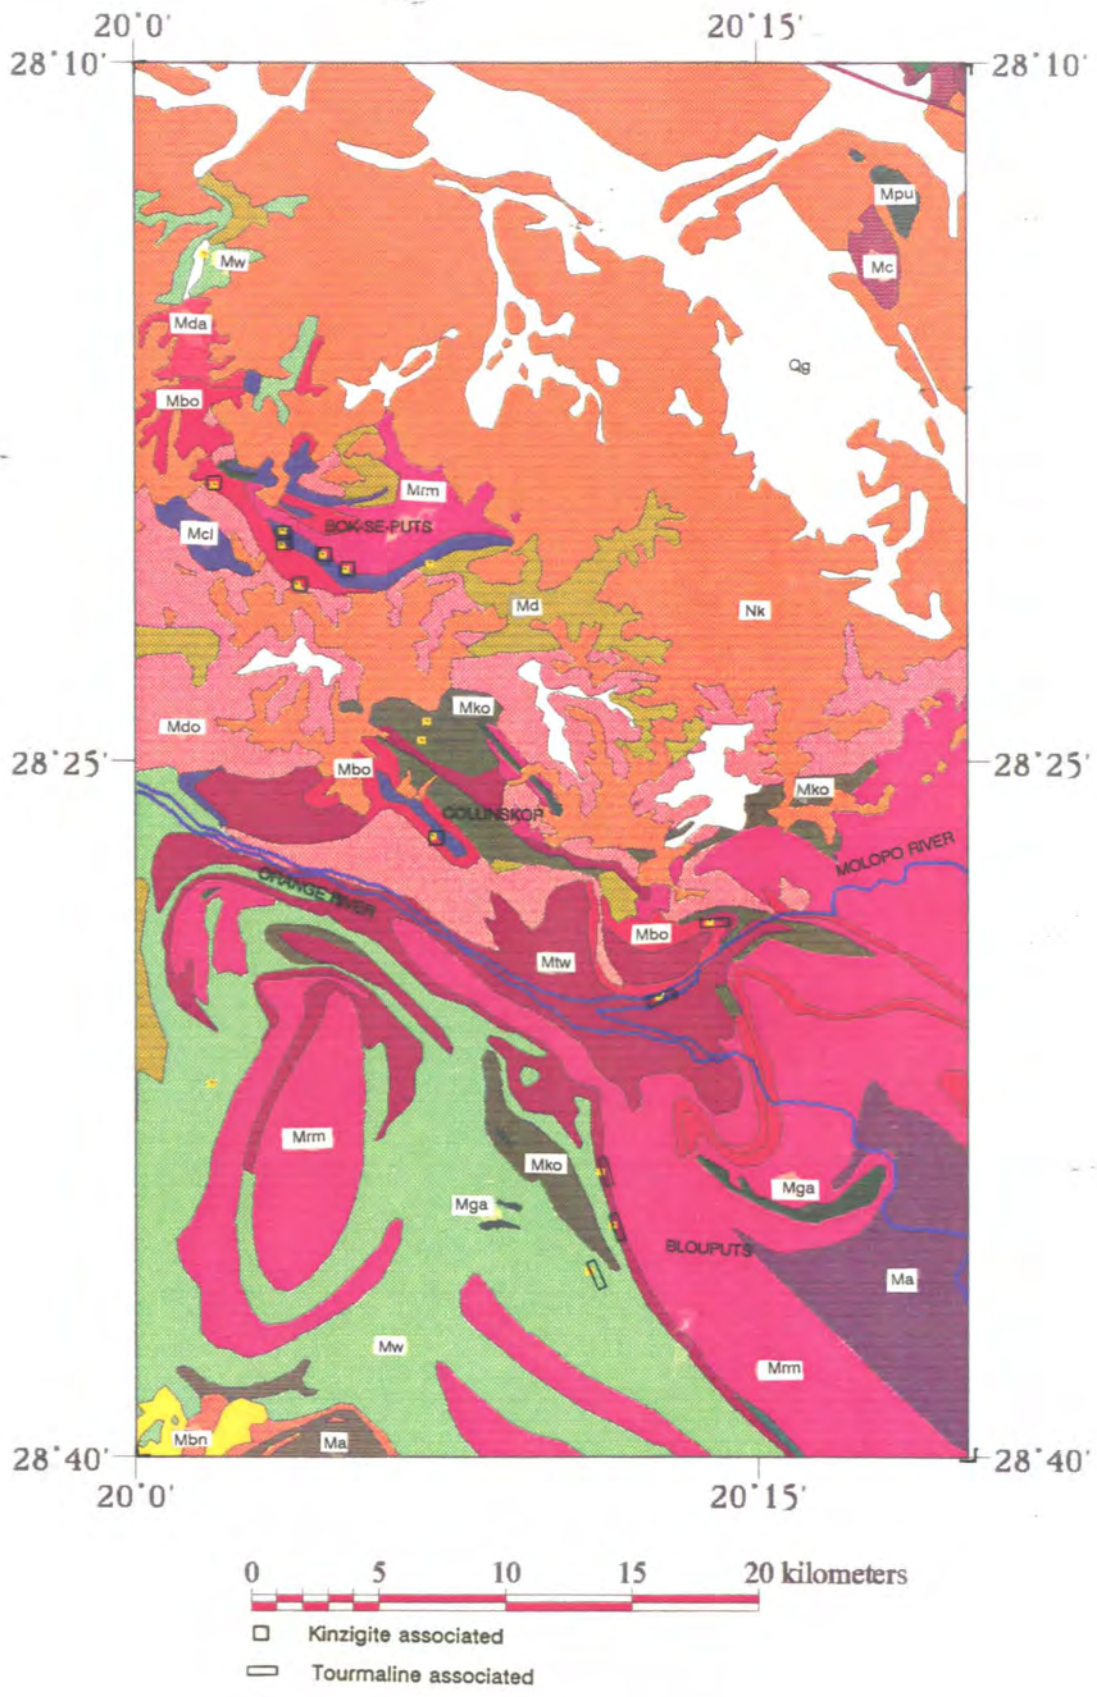 20°0' 20°15'
28°10' 28°10'
Mpu
Mw
Mc
Mda
Qg
Mbo
Mrm
BOK-SE-PUTS
Mcl
Md
Nk
Mko
Mdo
28°25' 28°25'
Mbo
Mko
COLLINSKOP
MOLOPO RIVER
ORANGE RIVER
Mbo
Mtw
Mrm
Mko
Mga
Mga
BLOUPUTS
Ma
Mw
Mrm
Mbn
Ma
28°40' 28°40'
20°0' 20°15'
0 5 10 15 20 kilometers
Kinzigite associated
Tourmaline associated